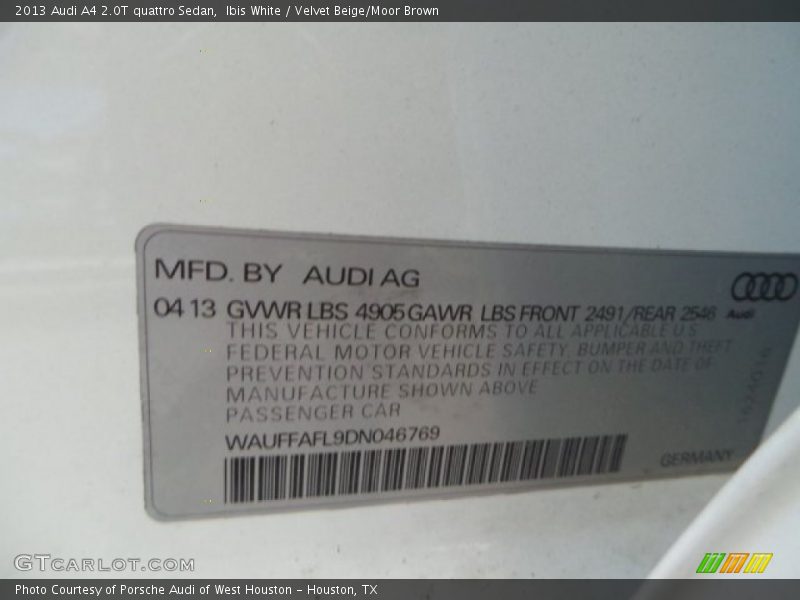 2013 Audi A4 2.0T quattro Sedan,  Ibis White / Velvet Beige/Moor Brown
MFD. BY AUDI AG
04 13 GVWR LBS 4905 GAWR LBS FRONT 2491/REAR 2546
Audi
THIS VEHICLE CONFORMS TO ALL APPLICABLE U.S
FEDERAL MOTOR VEHICLE SAFETY, BUMPER AND THEFT
PREVENTION STANDARDS IN EFFECT ON THE DATE OF
MANUFACTURE SHOWN ABOVE
PASSENGER CAR
WAUFFAFL9DN046769
GERMANY
GTCARLOT.COM
Photo Courtesy of Porsche Audi of West Houston - Houston, TX